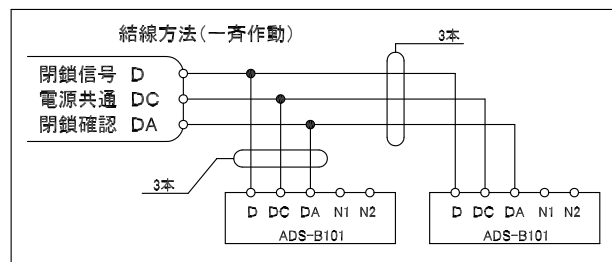 結線方法(一斉作動)
3本
閉鎖信号 D
電源共通 DC
閉鎖確認 DA
3本
D DC DA N1 N2
ADS-B101
D DC DA N1 N2
ADS-B101